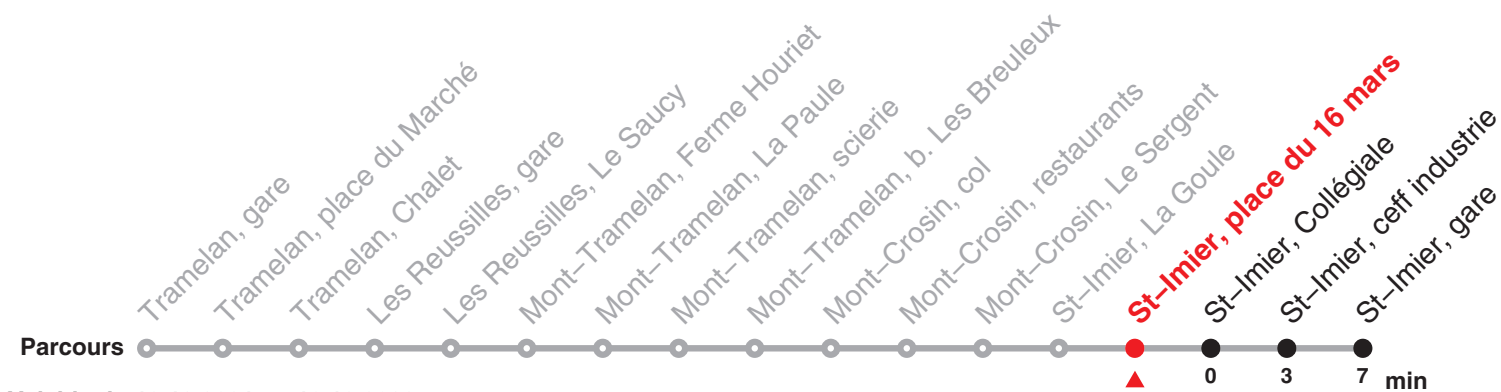 Tramelan, gare
Tramelan, place du Marché
Tramelan, Chalet
Les Reussilles, gare
Les Reussilles, Le Saucy
Mont–Tramelan, Ferme Houriet
Mont–Tramelan, La Paule
Mont–Tramelan, scierie
Mont–Tramelan, b. Les Breuleux
Mont–Crosin, col
Mont–Crosin, restaurants
Mont–Crosin, Le Sergent
St–Imier, La Goule
St–Imier, place du 16 mars
St–Imier, Collégiale
St–Imier, ceff industrie
St–Imier, gare
Parcours
0 3 7 min